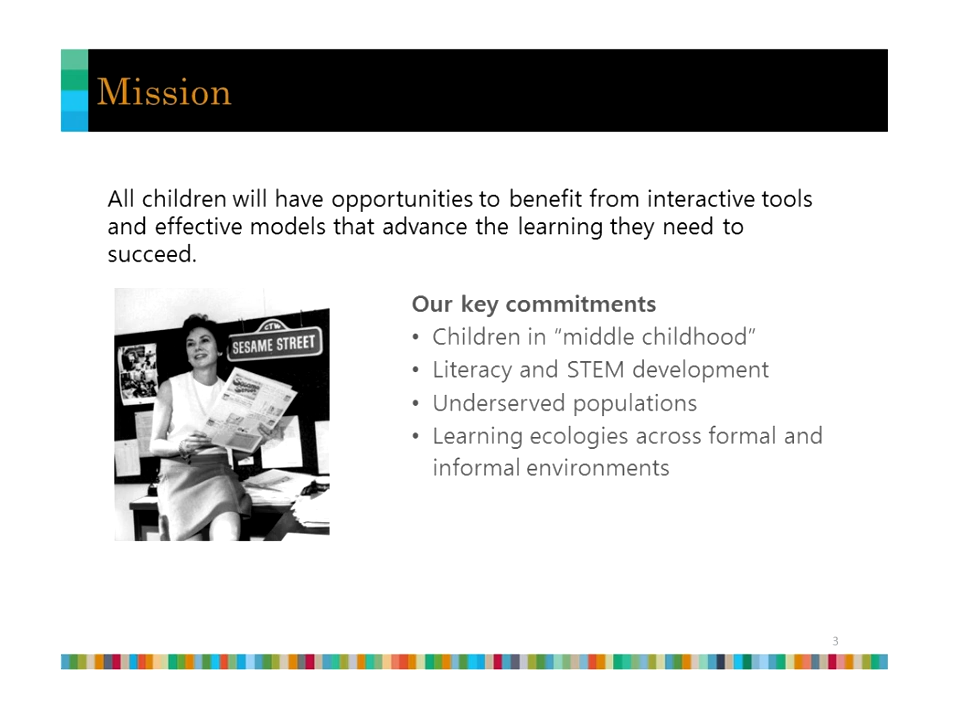 Mission
All children will have opportunities to benefit from interactive tools
and effective models that advance the learning they need to
succeed.
CTW
SESAME STREET
Our key commitments
• Children in “middle childhood”
• Literacy and STEM development
• Underserved populations
• Learning ecologies across formal and
informal environments
3